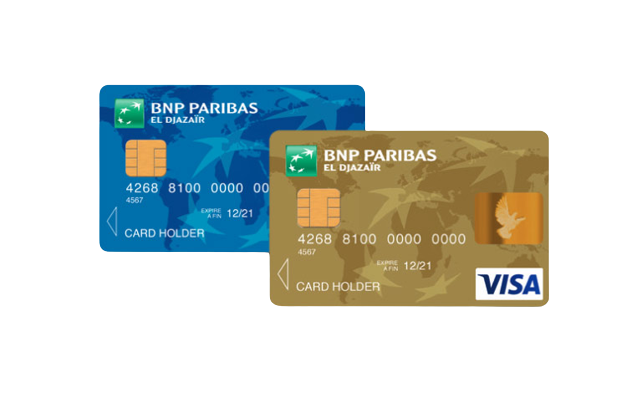 BNP PARIBAS
EL DJAZAÏR
4268 8100 0000 00
4567
EXPIRE
A FIN 12/21
CARD HOLDER
BNP PARIBAS
EL DJAZAÏR
4268 8100 0000 0000
4567
EXPIRE
A FIN 12/21
CARD HOLDER
VISA